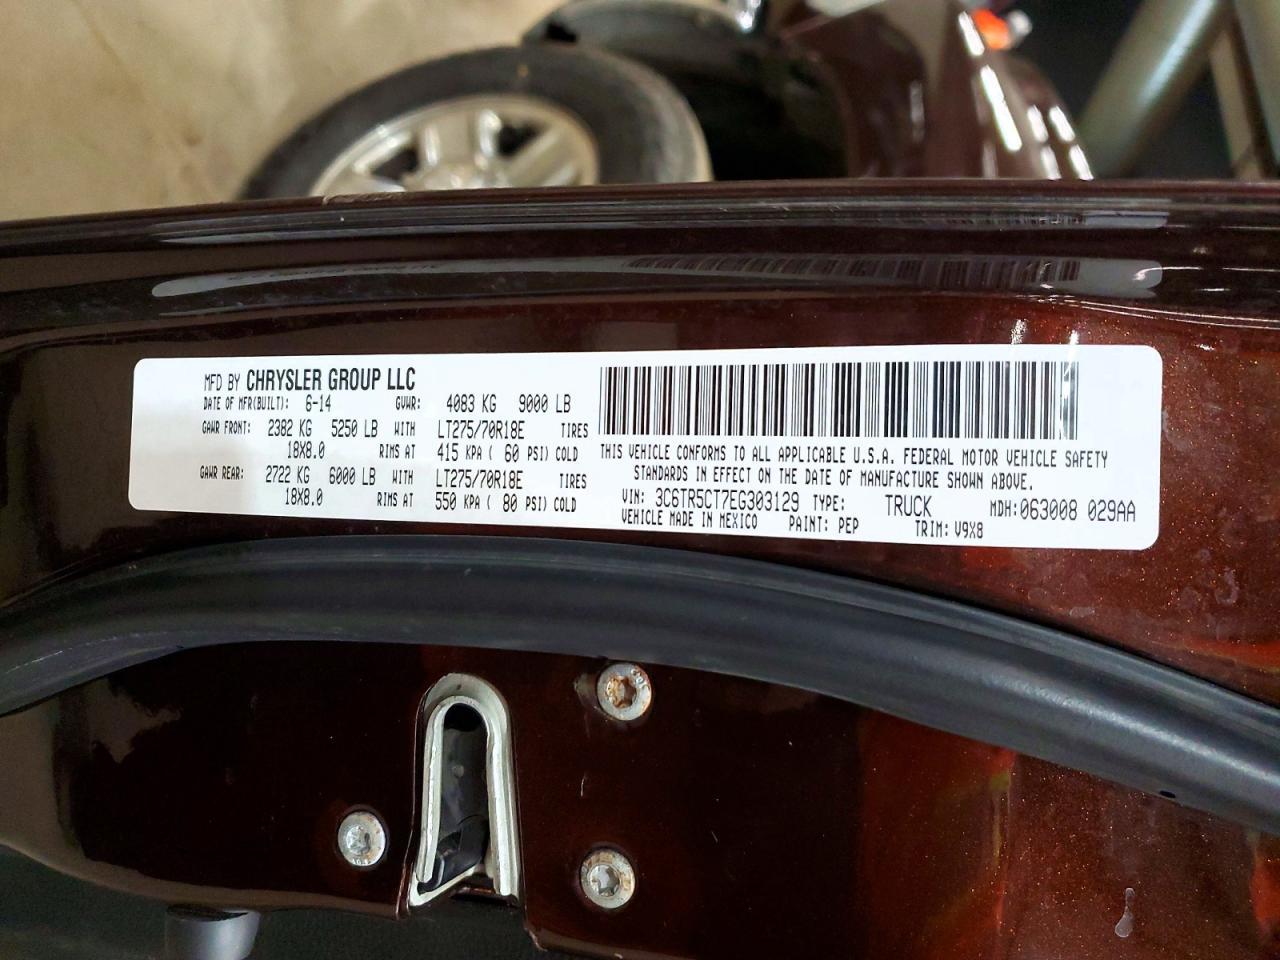 MFD BY CHRYSLER GROUP LLC
DATE OF MFR(BUILT): 6-14 GVWR: 4083 KG 9000 LB
GAWR FRONT: 2382 KG 5250 LB WITH LT275/70R18E TIRES
18X8.0 RIMS AT 415 KPA ( 60 PSI) COLD
GAWR REAR: 2722 KG 6000 LB WITH LT275/70R18E TIRES
18X8.0 RIMS AT 550 KPA ( 80 PSI) COLD
THIS VEHICLE CONFORMS TO ALL APPLICABLE U.S.A. FEDERAL MOTOR VEHICLE SAFETY
STANDARDS IN EFFECT ON THE DATE OF MANUFACTURE SHOWN ABOVE.
VIN: 3C6TR5CT7EG303129 TYPE: TRUCK MDH:063008 029AA
VEHICLE MADE IN MEXICO PAINT: PEP TRIM: V9X8